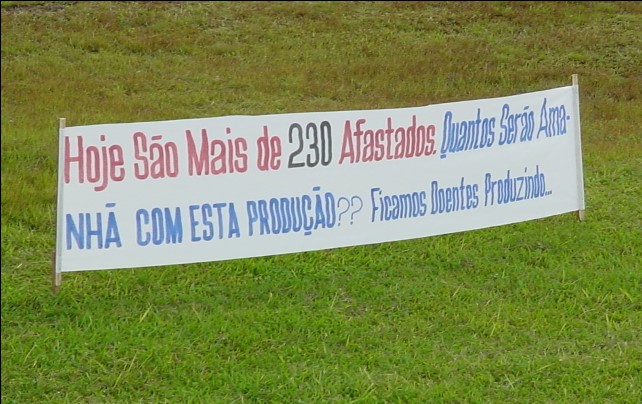 Hoje São Mais de 230 Afastados. Quantos Serão Ama-
NHÃ COM ESTA PRODUÇÃO?? Ficamos Doentes Produzindo...